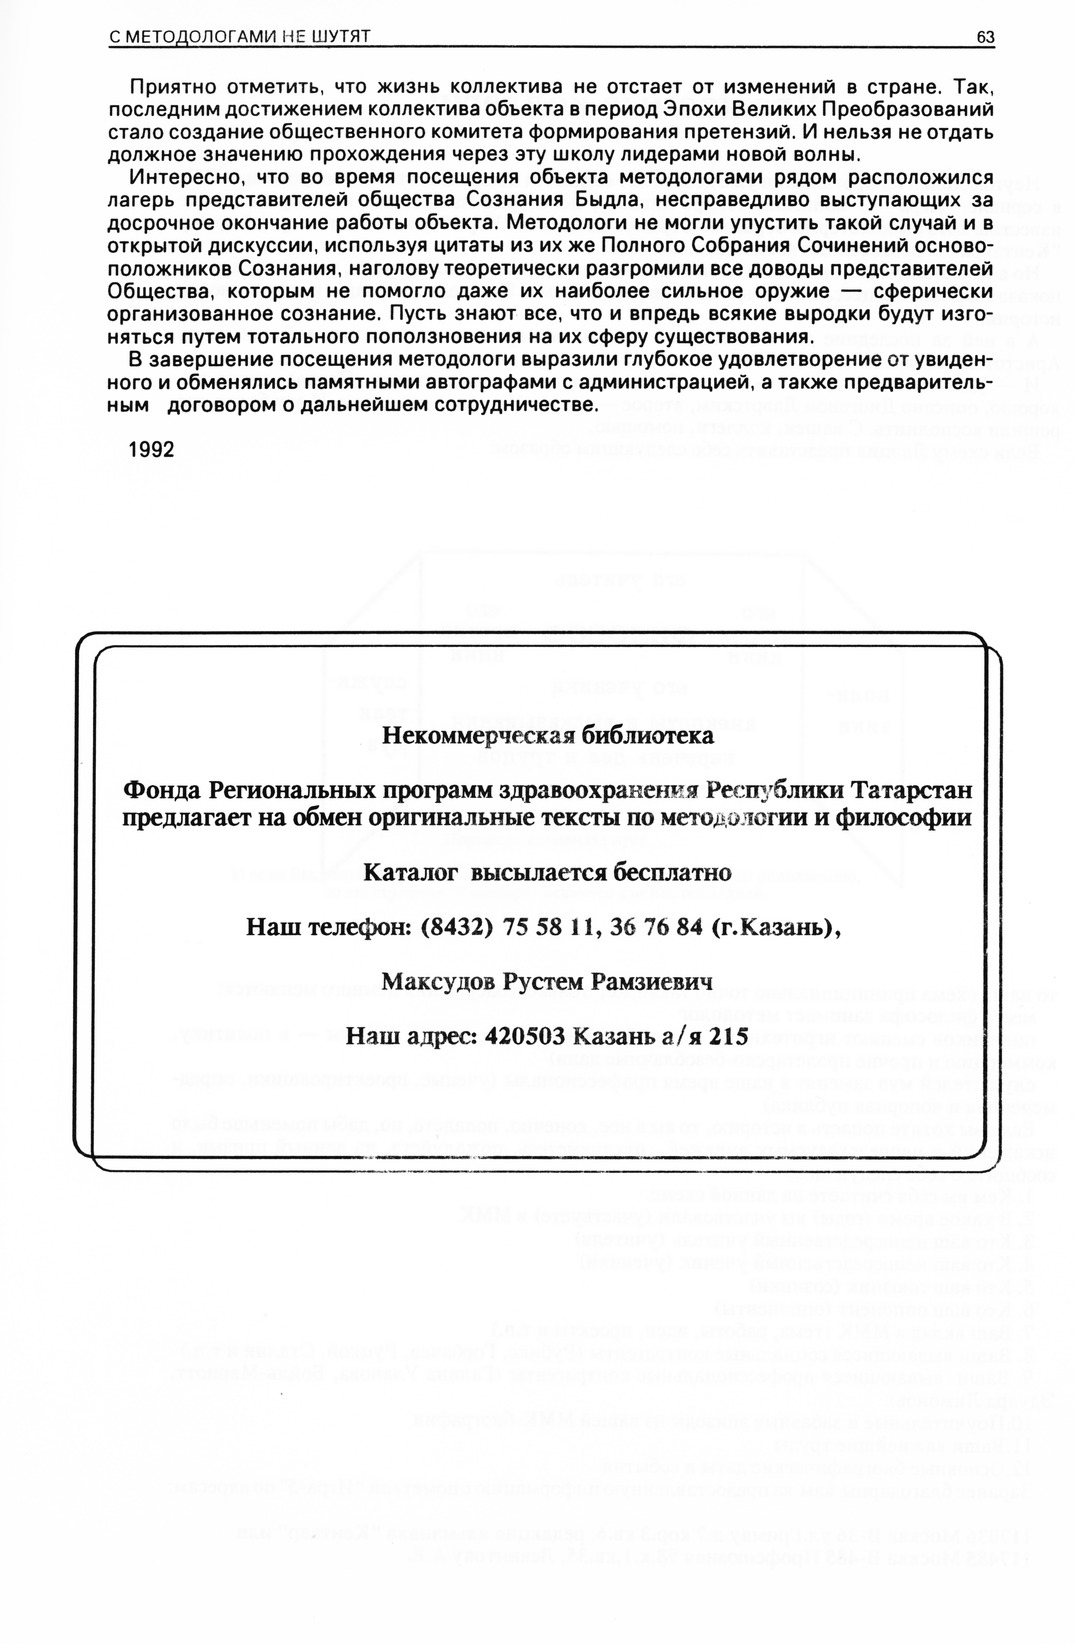 С МЕТОДОЛОГАМИ НЕ ШУТЯТ 63
Приятно отметить, что жизнь коллектива не отстает от изменений в стране. Так,
последним достижением коллектива объекта в период Эпохи Великих Преобразований
стало создание общественного комитета формирования претензий. И нельзя не отдать
должное значению прохождения через эту школу лидерами новой волны.
Интересно, что во время посещения объекта методологами рядом расположился
лагерь представителей общества Сознания Быдла, несправедливо выступающих за
досрочное окончание работы объекта. Методологи не могли упустить такой случай и в
открытой дискуссии, используя цитаты из их же Полного Собрания Сочинений осново-
положников Сознания, наголову теоретически разгромили все доводы представителей
Общества, которым не помогло даже их наиболее сильное оружие — сферически
организованное сознание. Пусть знают все, что и впредь всякие выродки будут изго-
няться путем тотального поползновения на их сферу существования.
В завершение посещения методологи выразили глубокое удовлетворение от увиден-
ного и обменялись памятными автографами с администрацией, а также предваритель-
ным договором о дальнейшем сотрудничестве.
1992
Некоммерческая библиотека
Фонда Региональных программ здравоохранения Республики Татарстан
предлагает на обмен оригинальные тексты по методологии и философии
Каталог высылается бесплатно
Наш телефон: (8432) 75 58 11, 36 76 84 (г.Казань),
Максудов Рустем Рамзиевич
Наш адрес: 420503 Казань а/я 215